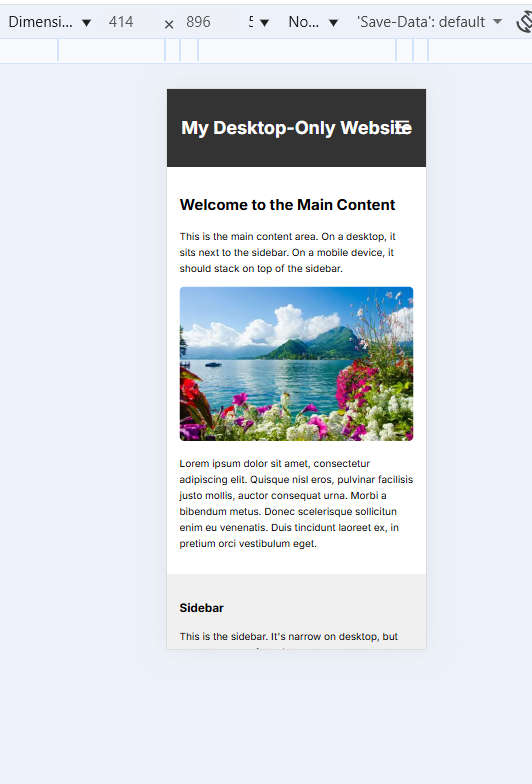 Dimensi... 414 × 896 No... 'Save-Data': default
My Desktop-Only Website
Welcome to the Main Content
This is the main content area. On a desktop, it
sits next to the sidebar. On a mobile device, it
should stack on top of the sidebar.
Lorem ipsum dolor sit amet, consectetur
adipiscing elit. Quisque nisl eros, pulvinar facilisis
justo mollis, auctor consequat urna. Morbi a
bibendum metus. Donec scelerisque sollicitun
enim eu venenatis. Duis tincidunt laoreet ex, in
pretium orci vestibulum eget.
Sidebar
This is the sidebar. It's narrow on desktop, but